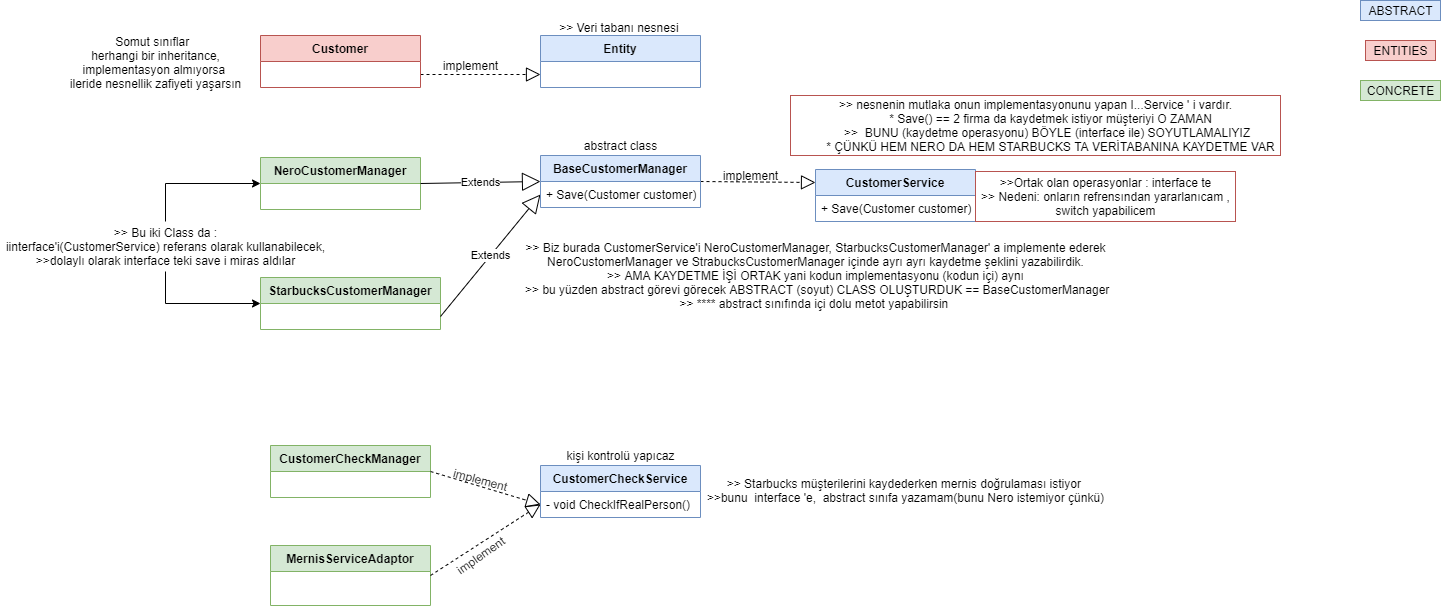 ABSTRACT
ENTITIES
CONCRETE
Somut sınıflar
herhangi bir inheritance,
implementasyon almıyorsa
ileride nesnellik zafiyeti yaşarsın
Customer
implement
>> Veri tabanı nesnesi
Entity
>> nesnenin mutlaka onun implementasyonunu yapan I...Service ' i vardır.
* Save() == 2 firma da kaydetmek istiyor müşteriyi O ZAMAN
>> BUNU (kaydetme operasyonu) BÖYLE (interface ile) SOYUTLAMALIYIZ
* ÇÜNKÜ HEM NERO DA HEM STARBUCKS TA VERİTABANINA KAYDETME VAR
NeroCustomerManager
Extends
abstract class
BaseCustomerManager
+ Save(Customer customer)
implement
CustomerService
+ Save(Customer customer)
>>Ortak olan operasyonlar : interface te
>> Nedeni: onların refrensından yararlanıcam ,
switch yapabilicem
>> Bu iki Class da :
iinterface'i(CustomerService) referans olarak kullanabilecek,
>>dolaylı olarak interface teki save i miras aldılar
StarbucksCustomerManager
Extends
>> Biz burada CustomerService'i NeroCustomerManager, StarbucksCustomerManager' a implemente ederek
NeroCustomerManager ve StrabucksCustomerManager içinde ayrı ayrı kaydetme şeklini yazabilirdik.
>> AMA KAYDETME İŞİ ORTAK yani kodun implementasyonu (kodun içi) aynı
>> bu yüzden abstract görevi görecek ABSTRACT (soyut) CLASS OLUŞTURDUK == BaseCustomerManager
>> **** abstract sınıfında içi dolu metot yapabilirsin
CustomerCheckManager
implement
kişi kontrolü yapıcaz
CustomerCheckService
- void CheckIfRealPerson()
>> Starbucks müşterilerini kaydederken mernis doğrulaması istiyor
>>bunu interface 'e, abstract sınıfa yazamam(bunu Nero istemiyor çünkü)
MernisServiceAdaptor
implement